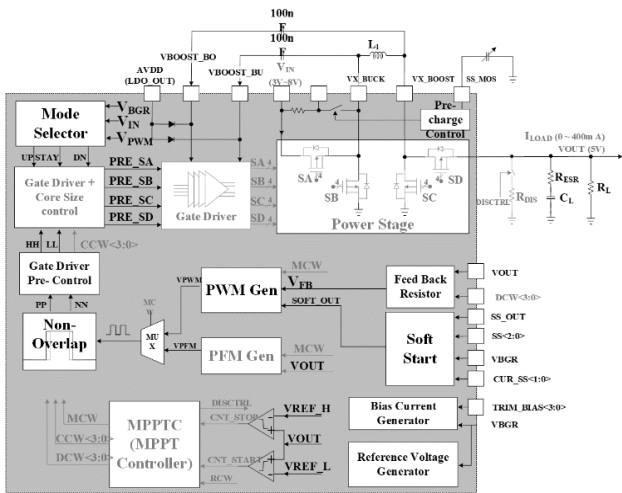 100n
F
100n
F
L1
AVDD
(LDO_OUT)
VBOOST_BO
VBOOST_BU
VIN
(3V~8V)
VX_BUCK
VX_BOOST
SS_MOS
Mode
Selector
VBGR
VIN
VPWM
Pre-
charge
Control
UP STAY DN
ILOAD (0 ~ 400mA)
VOUT (5V)
Gate Driver +
Core Size
control
PRE_SA
PRE_SB
PRE_SC
PRE_SD
Gate Driver
SA 4
SB 4
SC 4
SD 4
SA 4
4 SB
SC 4
4 SD
Power Stage
DISCTRL
RDIS
RESR
CL
RL
HH LL CCW<3:0>
Gate Driver
Pre- Control
PP NN
Non-
Overlap
MC
MU
X
VPWM
VPFM
PWM Gen
PFM Gen
MCW
VFB
SOFT_OUT
MCW
VOUT
Feed Back
Resistor
Soft
Start
VOUT
DCW<3:0>
SS_OUT
SS<2:0>
VBGR
CUR_SS<1:0>
MCW
CCW<3:0>
DCW<3:0>
MPPTC
(MPPT
Controller)
DISCTRL
CNT_STOP
CNT_START
RCW
VREF_H
VOUT
VREF_L
Bias Current
Generator
Reference Voltage
Generator
TRIM_BIAS<3:0>
VBGR